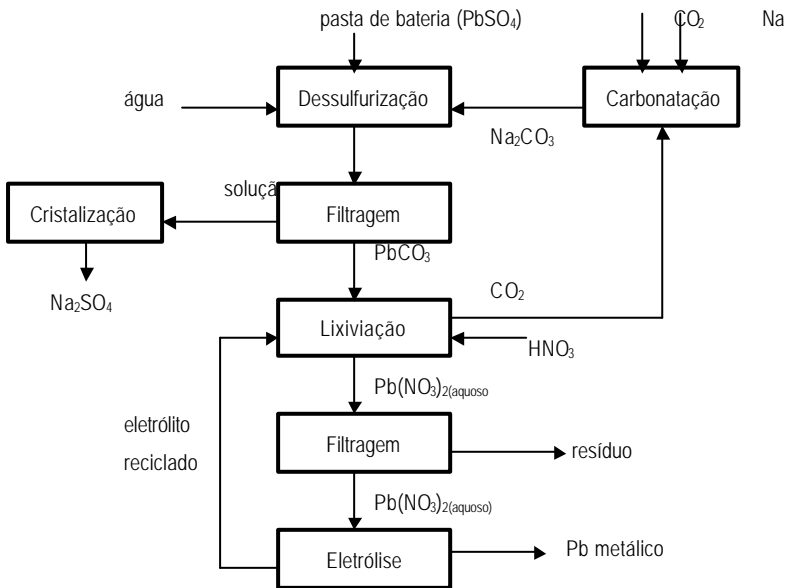 pasta de bateria (PbSO₄)
CO₂
Na
água
Dessulfurização
Carbonatação
Na₂CO₃
soluçã
Cristalização
Filtragem
PbCO₃
Na₂SO₄
CO₂
Lixiviação
HNO₃
Pb(NO₃)₂₍aquoso
eletrólito
reciclado
Filtragem
resíduo
Pb(NO₃)₂₍aquoso₎
Eletrólise
Pb metálico